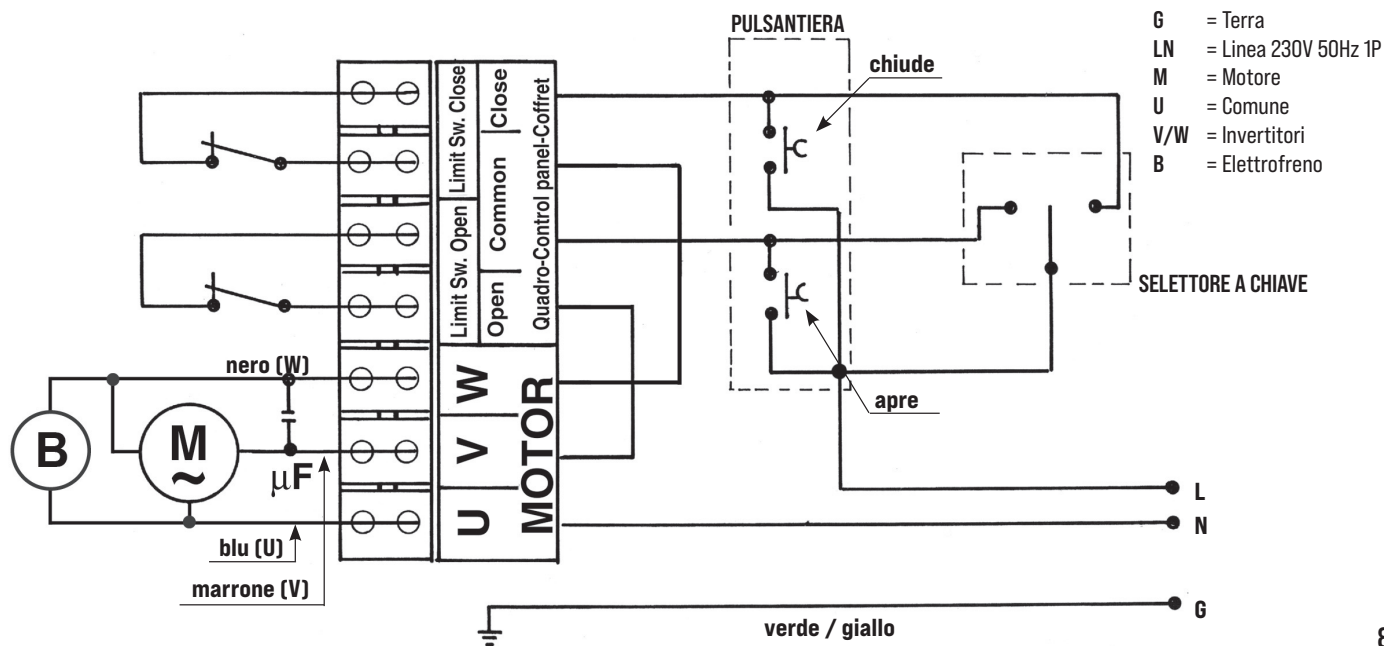 PULSANTIERA
chiude
G = Terra
LN = Linea 230V 50Hz 1P
M = Motore
U = Comune
V/W = Invertitori
B = Elettrofreno
SELETTORE A CHIAVE
Limit Sw. Close
Limit Sw. Open
Close
Common
Open
Quadro-Control panel-Coffret
W
V
U
MOTOR
nero (W)
B
M
~
µF
blu (U)
marrone (V)
apre
L
N
G
verde / giallo
8